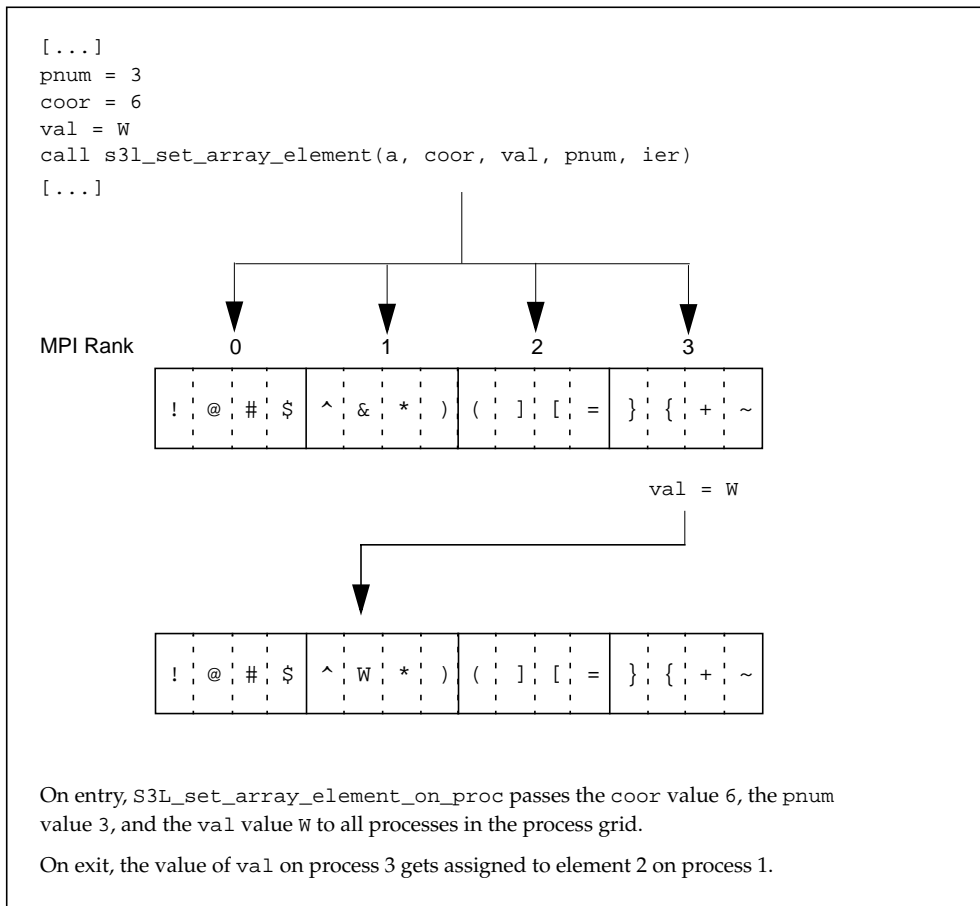 [...]
pnum = 3
coor = 6
val = W
call s3l_set_array_element(a, coor, val, pnum, ier)
[...]
MPI Rank 0 1 2 3
! @ # $ ^ & * ) ( ] [ = } { + ~
val = W
! @ # $ ^ W * ) ( ] [ = } { + ~
On entry, S3L_set_array_element_on_proc passes the coor value 6, the pnum
value 3, and the val value W to all processes in the process grid.
On exit, the value of val on process 3 gets assigned to element 2 on process 1.